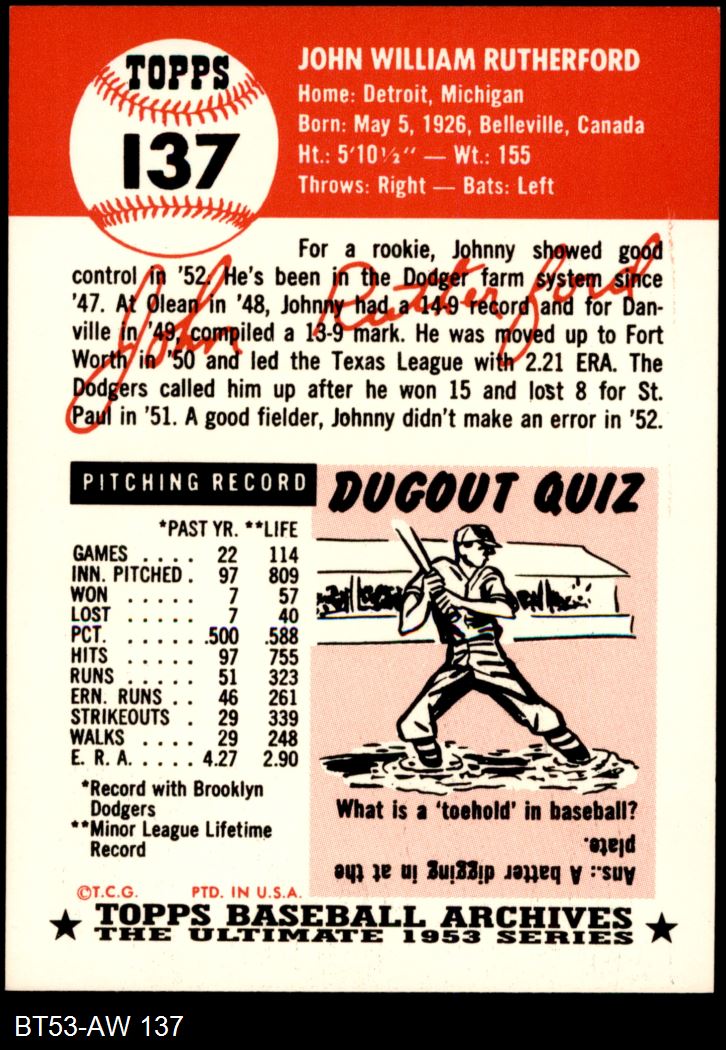 TOPPS
137
JOHN WILLIAM RUTHERFORD
Home: Detroit, Michigan
Born: May 5, 1926, Belleville, Canada
Ht.: 5'10½" — Wt.: 155
Throws: Right — Bats: Left
For a rookie, Johnny showed good
control in '52. He's been in the Dodger farm system since
'47. At Olean in '48, Johnny had a 14-9 record and for Dan-
ville in '49, compiled a 13-9 mark. He was moved up to Fort
Worth in '50 and led the Texas League with 2.21 ERA. The
Dodgers called him up after he won 15 and lost 8 for St.
Paul in '51. A good fielder, Johnny didn't make an error in '52.
John Rutherford
PITCHING RECORD
*PAST YR. **LIFE
GAMES . . . . 22 114
INN. PITCHED . 97 809
WON . . . . . 7 57
LOST . . . . . 7 40
PCT. . . . . . .500 .588
HITS . . . . . 97 755
RUNS . . . . . 51 323
ERN. RUNS . . 46 261
STRIKEOUTS . 29 339
WALKS . . . . 29 248
E. R. A. . . . . 4.27 2.90
*Record with Brooklyn
Dodgers
**Minor League Lifetime
Record
DUGOUT QUIZ
What is a 'toehold' in baseball?
Ans.: A batter digging in at the
plate.
©T.C.G. PTD. IN U.S.A.
★ TOPPS BASEBALL ARCHIVES ★
THE ULTIMATE 1953 SERIES
BT53-AW 137